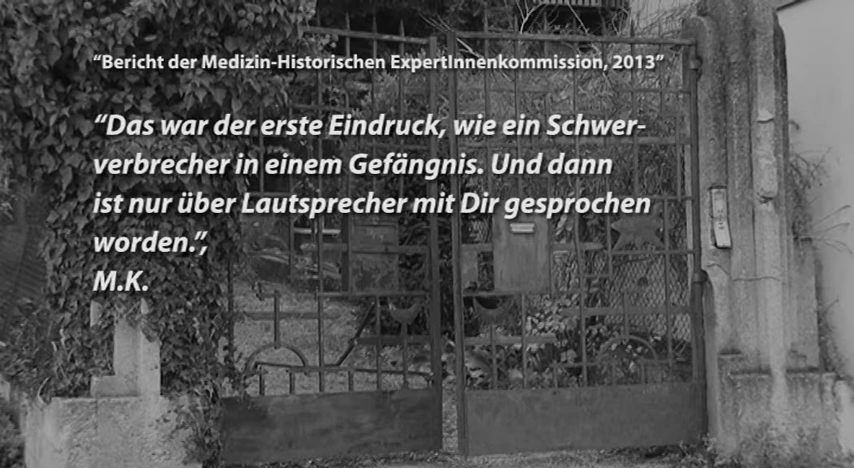 “Bericht der Medizin-Historischen ExpertInnenkommission, 2013”
“Das war der erste Eindruck, wie ein Schwer-
verbrecher in einem Gefängnis. Und dann
ist nur über Lautsprecher mit Dir gesprochen
worden.”,
M.K.